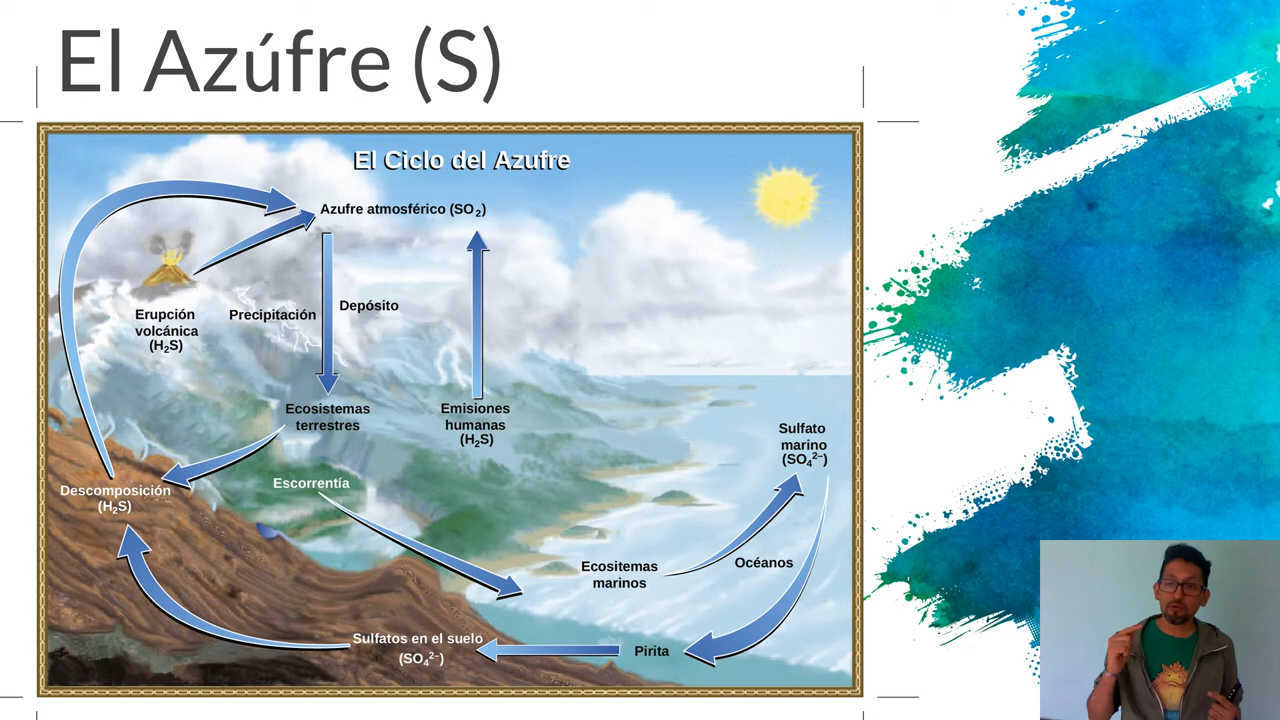 El Azúfre (S)
El Ciclo del Azufre
Azufre atmosférico (SO₂)
Erupción
volcánica
(H₂S)
Precipitación
Depósito
Ecosistemas
terrestres
Emisiones
humanas
(H₂S)
Sulfato
marino
(SO₄²⁻)
Descomposición
(H₂S)
Escorrentía
Ecositemas
marinos
Océanos
Sulfatos en el suelo
(SO₄²⁻)
Pirita